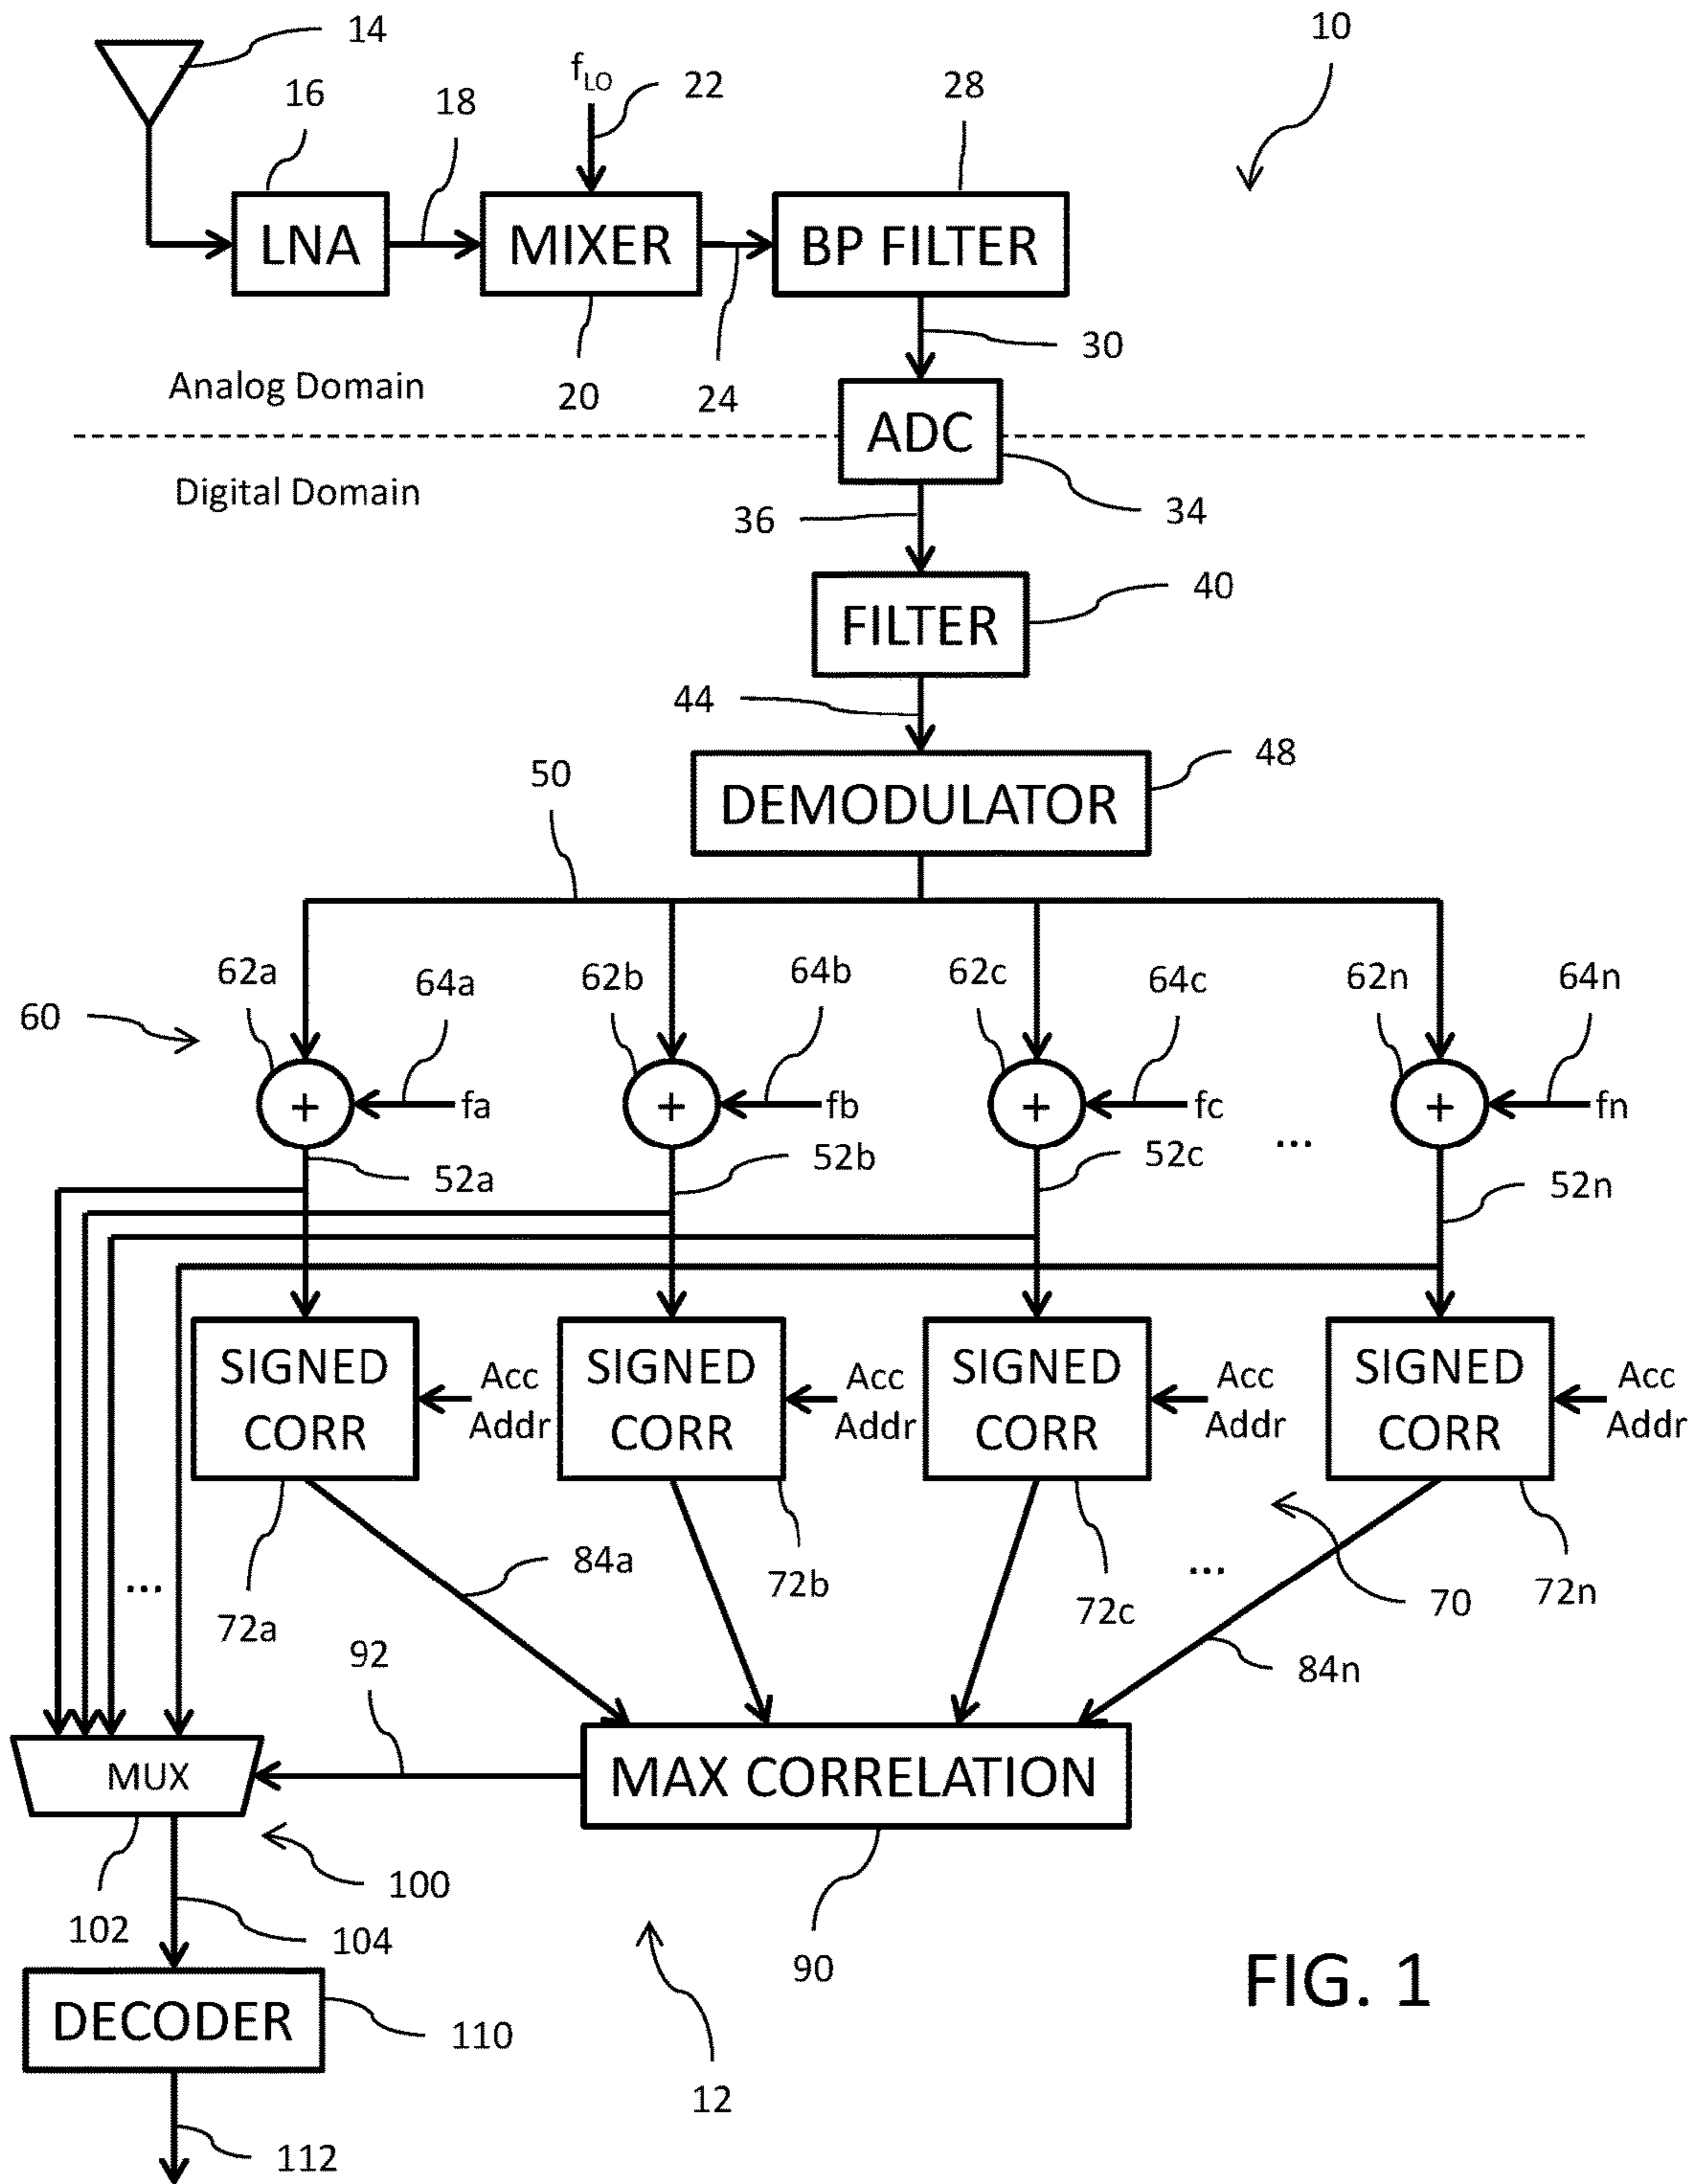 14
10
f_LO
22
28
16
18
LNA
MIXER
BP FILTER
30
20
24
Analog Domain
ADC
Digital Domain
36
34
40
FILTER
44
48
50
DEMODULATOR
62a
64a
62b
64b
62c
64c
62n
64n
60
+
fa
+
fb
+
fc
...
+
fn
52a
52b
52c
52n
SIGNED CORR
Acc Addr
SIGNED CORR
Acc Addr
SIGNED CORR
Acc Addr
SIGNED CORR
Acc Addr
...
72a
84a
72b
72c
...
70
72n
92
84n
MUX
MAX CORRELATION
100
102
104
90
FIG. 1
DECODER
110
12
112